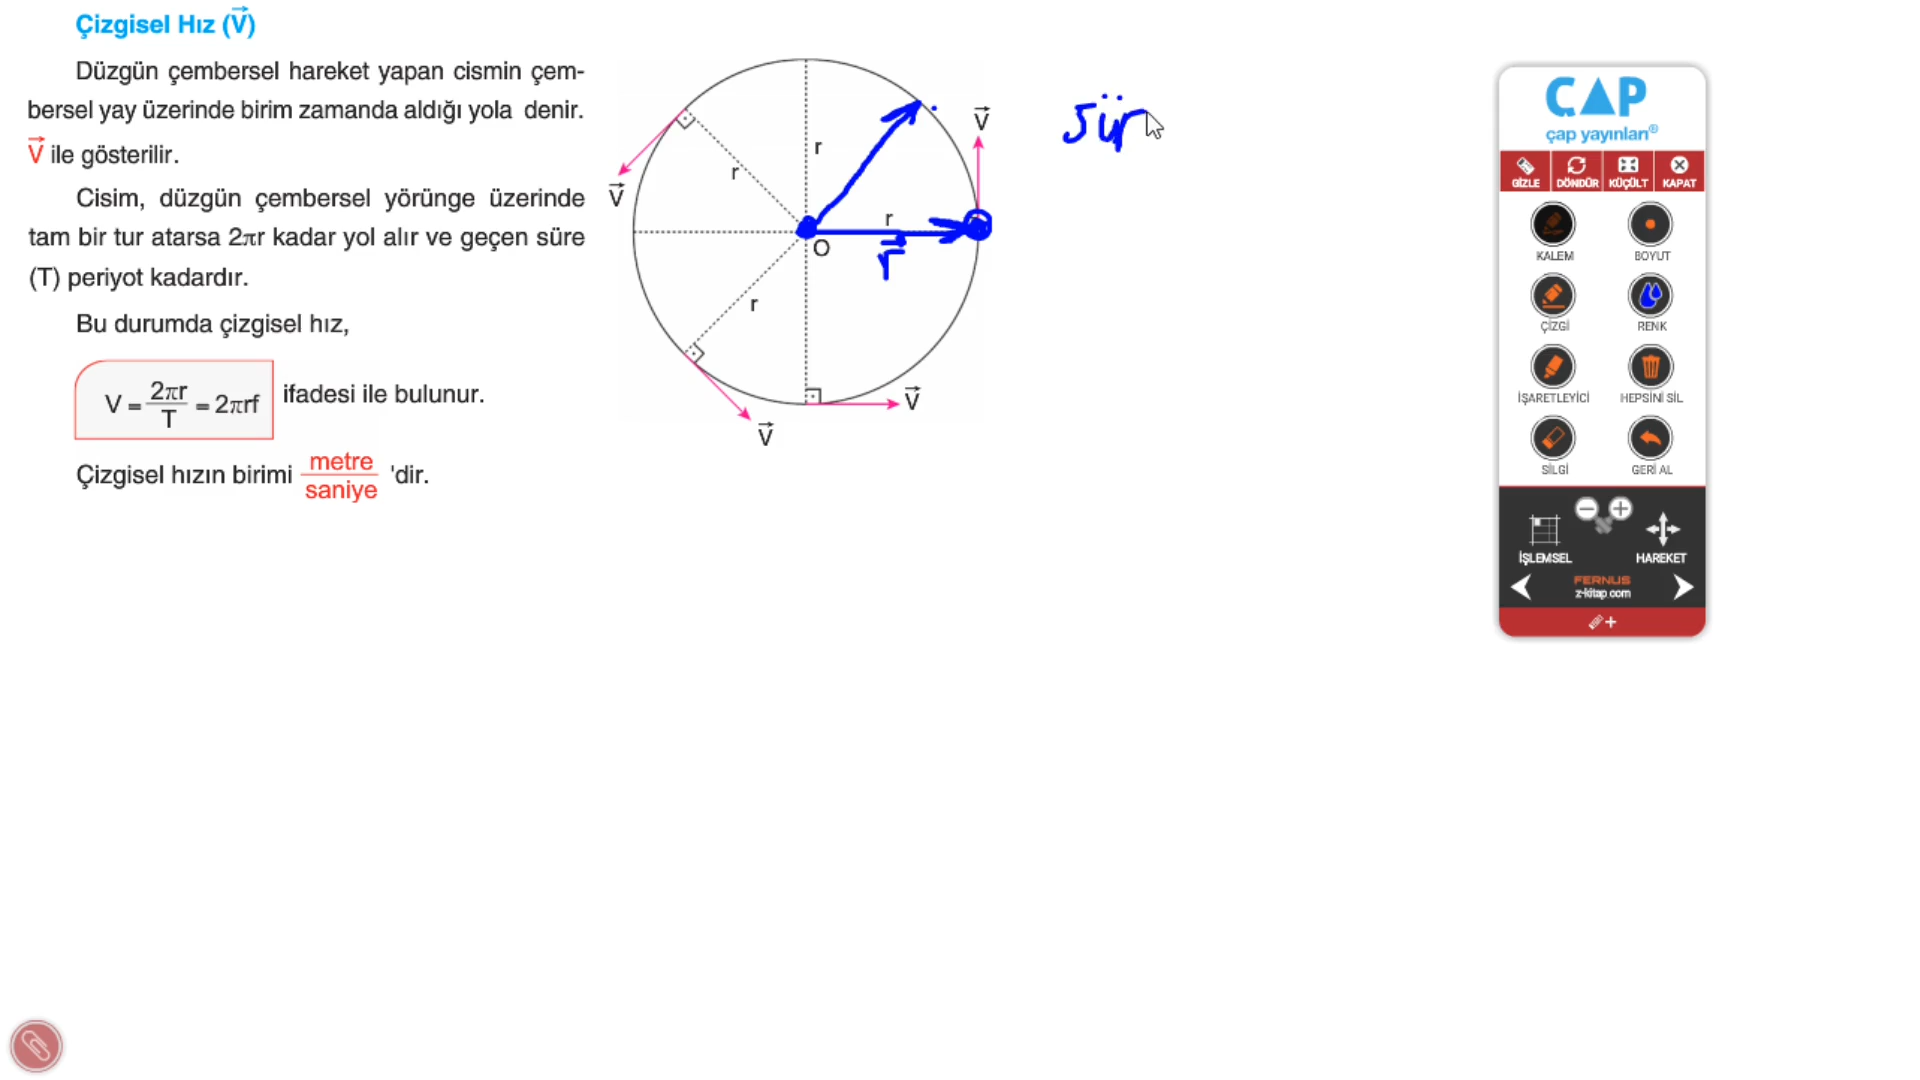 Çizgisel Hız (V⃗)
Düzgün çembersel hareket yapan cismin çem-
bersel yay üzerinde birim zamanda aldığı yola denir.
V⃗ ile gösterilir.
Cisim, düzgün çembersel yörünge üzerinde
tam bir tur atarsa 2πr kadar yol alır ve geçen süre
(T) periyot kadardır.
Bu durumda çizgisel hız,
V = 2πr/T = 2πrf ifadesi ile bulunur.
Çizgisel hızın birimi metre/saniye 'dir.
V⃗
r
r
V⃗
r
O
r⃗
r
V⃗
V⃗
sür
ÇAP
çap yayınları®
GİZLE DÖNDÜR KÜÇÜLT KAPAT
KALEM BOYUT
ÇİZGİ RENK
İŞARETLEYİCİ HEPSİNİ SİL
SİLGİ GERİ AL
İŞLEMSEL HAREKET
FERNUS
z-kitap.com